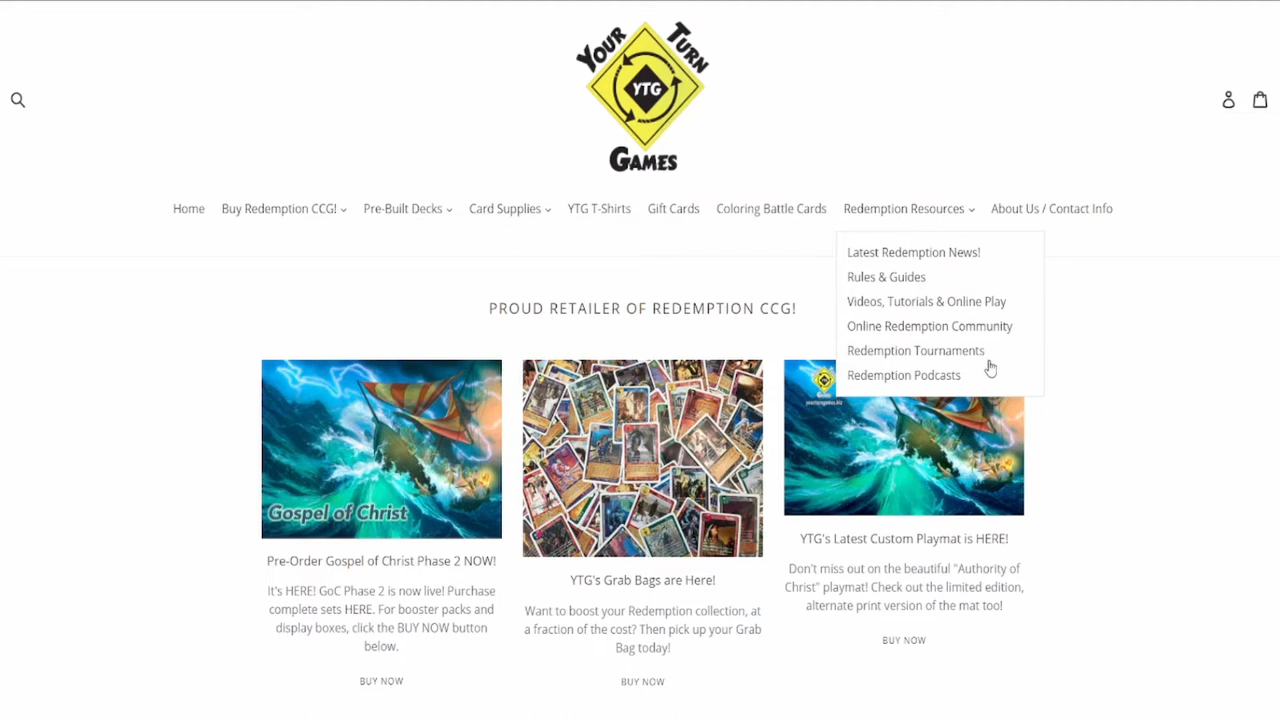 YOUR TURN
YTG
GAMES
Home Buy Redemption CCG! Pre-Built Decks Card Supplies YTG T-Shirts Gift Cards Coloring Battle Cards Redemption Resources About Us / Contact Info
Latest Redemption News!
Rules & Guides
Videos, Tutorials & Online Play
Online Redemption Community
Redemption Tournaments
Redemption Podcasts
PROUD RETAILER OF REDEMPTION CCG!
Gospel of Christ
Pre-Order Gospel of Christ Phase 2 NOW!
It's HERE! GoC Phase 2 is now live! Purchase
complete sets HERE. For booster packs and
display boxes, click the BUY NOW button
below.
BUY NOW
YTG's Grab Bags are Here!
Want to boost your Redemption collection, at
a fraction of the cost? Then pick up your Grab
Bag today!
BUY NOW
YTG's Latest Custom Playmat is HERE!
Don't miss out on the beautiful "Authority of
Christ" playmat! Check out the limited edition,
alternate print version of the mat too!
BUY NOW